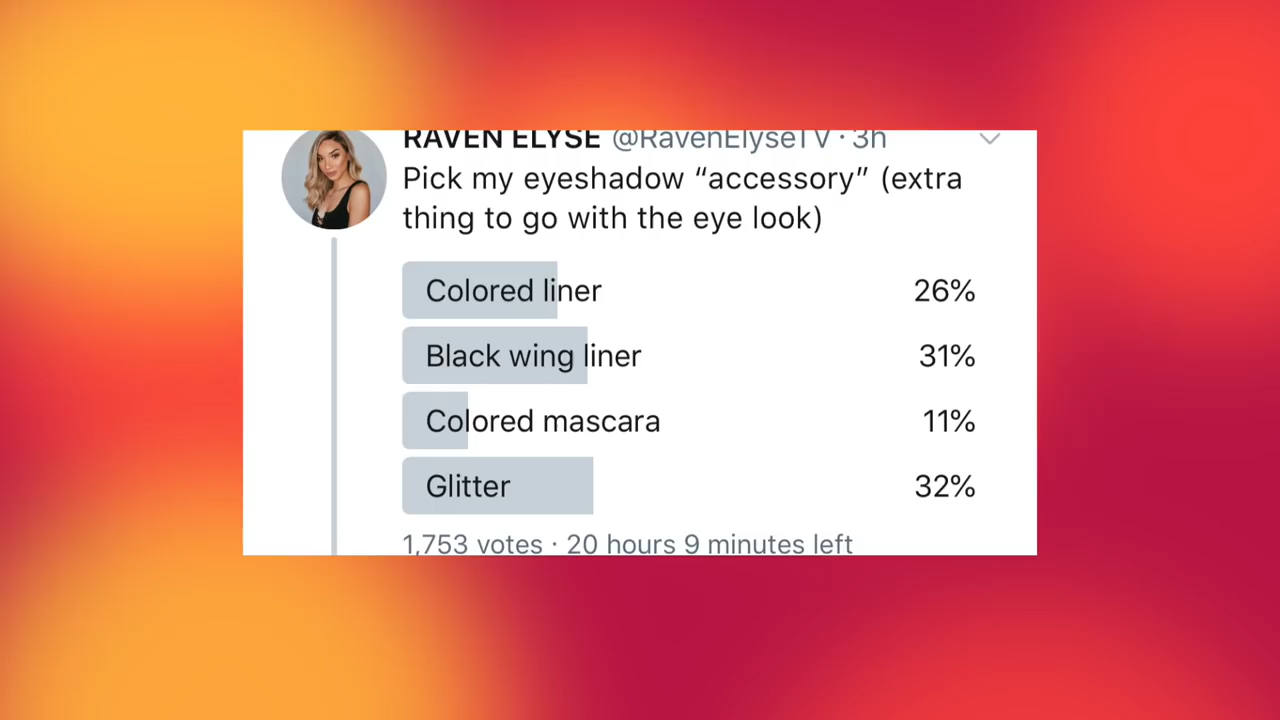 RAVEN ELYSE @RavenElyseTV · 3h
Pick my eyeshadow “accessory” (extra
thing to go with the eye look)
Colored liner 26%
Black wing liner 31%
Colored mascara 11%
Glitter 32%
1,753 votes · 20 hours 9 minutes left